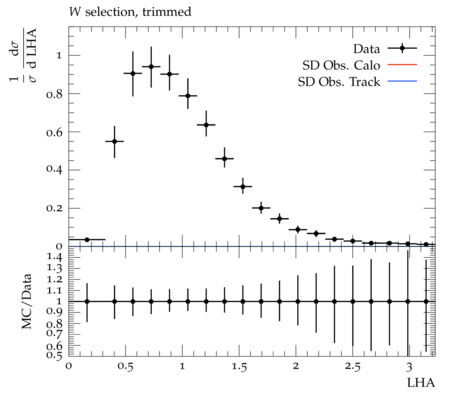 W selection, trimmed
1/σ dσ/d LHA
Data
SD Obs. Calo
SD Obs. Track
1
0.8
0.6
0.4
0.2
0
MC/Data
1.4
1.3
1.2
1.1
1
0.9
0.8
0.7
0.6
0.5
0 0.5 1 1.5 2 2.5 3
LHA